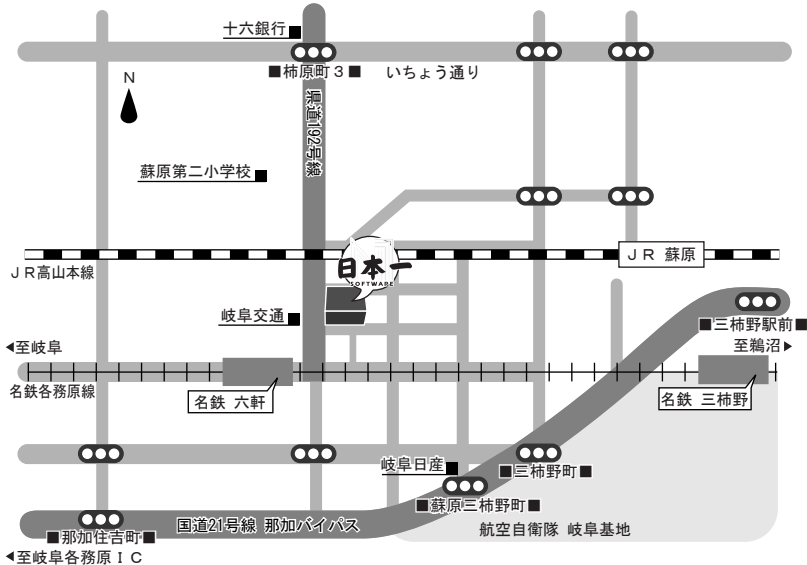 十六銀行
■柿原町3■
いちょう通り
N
県道192号線
蘇原第二小学校
日本一
SOFTWARE
JR 蘇原
JR高山本線
岐阜交通
■三柿野駅前■
◀至岐阜
至鵜沼▶
名鉄各務原線
名鉄 六軒
名鉄 三柿野
岐阜日産
■三柿野町■
■蘇原三柿野町■
国道21号線 那加バイパス
航空自衛隊 岐阜基地
■那加住吉町■
◀至岐阜各務原IC